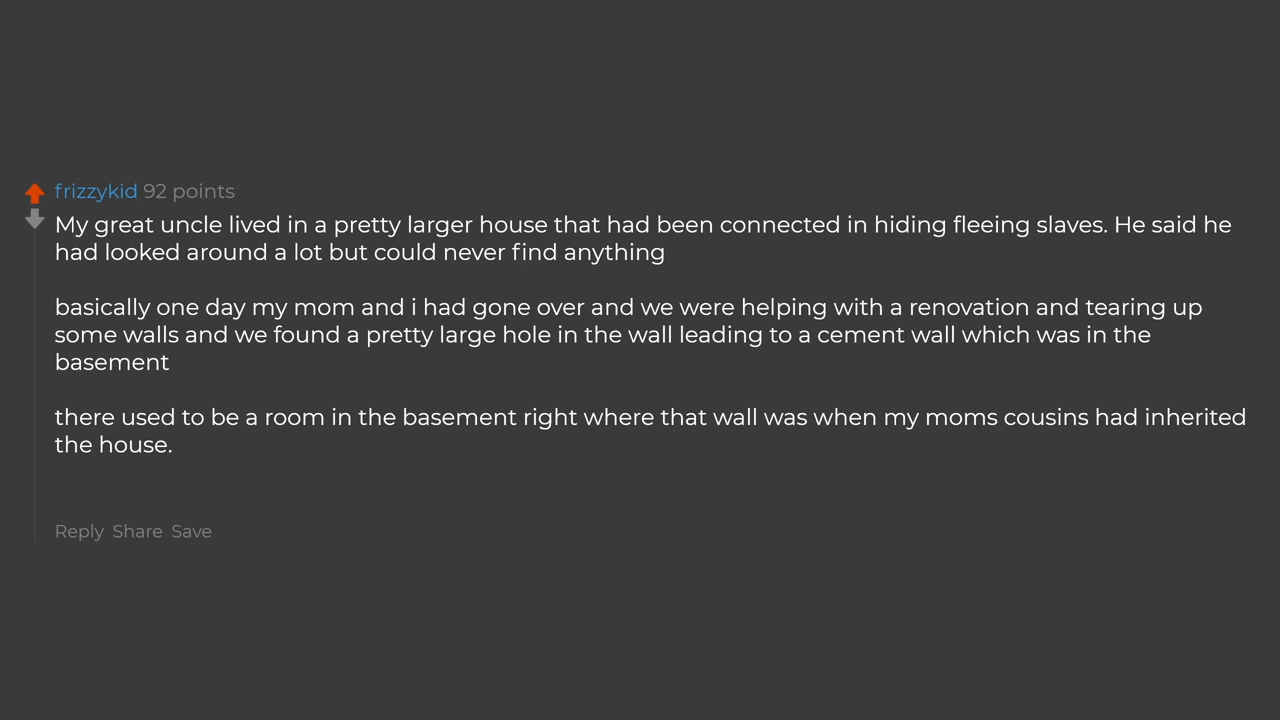 frizzykid 92 points
My great uncle lived in a pretty larger house that had been connected in hiding fleeing slaves. He said he
had looked around a lot but could never find anything
basically one day my mom and i had gone over and we were helping with a renovation and tearing up
some walls and we found a pretty large hole in the wall leading to a cement wall which was in the
basement
there used to be a room in the basement right where that wall was when my moms cousins had inherited
the house.
Reply Share Save